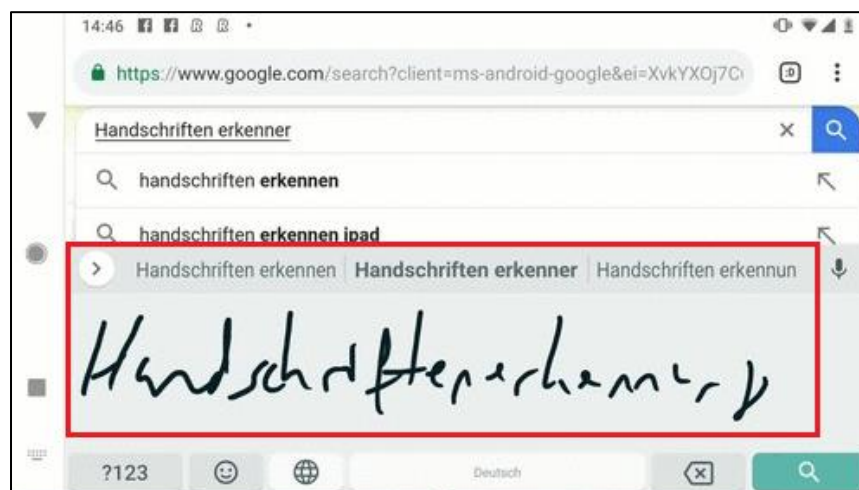 14:46
https://www.google.com/search?client=ms-android-google&ei=XvkYXOj7C
:D
Handschriften erkenner
handschriften erkennen
handschriften erkennen ipad
Handschriften erkennen Handschriften erkenner Handschriften erkennun
Handschriftenerkennung
?123 Deutsch